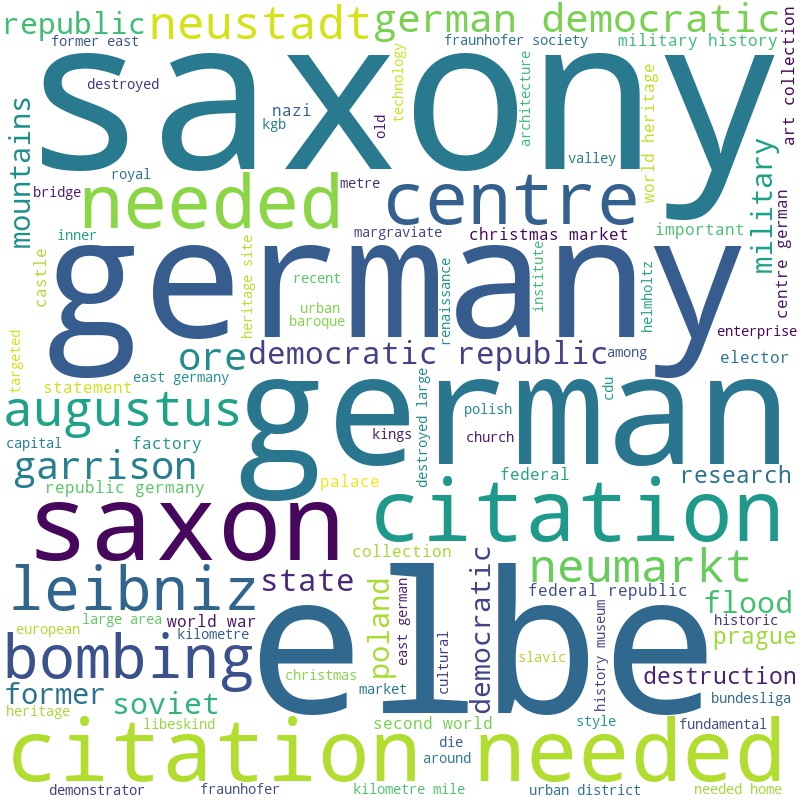 republic neustadt german democratic
former east fraunhofer society military history
saxony
destroyed
technology
architecture
art collection
nazi
kgb
old
valley
world heritage
mountains
royal
bridge
metre
needed
centre
military
important
inner
margraviate
christmas market
germany
castle
heritage site
recent
urban
baroque
renaissance
institute
helmholtz
centre german
enterprise
targeted
ore
democratic republic
among
elector
statement
east germany
augustus
german
destroyed large
polish
cdu
capital
factory
kings
church
garrison
republic germany
palace
federal
research
saxon
citation
collection
neumarkt
leibniz
state
poland
east german
democratic
federal republic
flood
large area
world war
european
kilometre
elbe
cultural
slavic
history museum
historic
prague
bombing
christmas
destruction
former
market
bundesliga
heritage
soviet
libeskind
second world
style
fundamental
citation needed
die
around
demonstrator
fraunhofer
kilometre mile
urban district
needed home